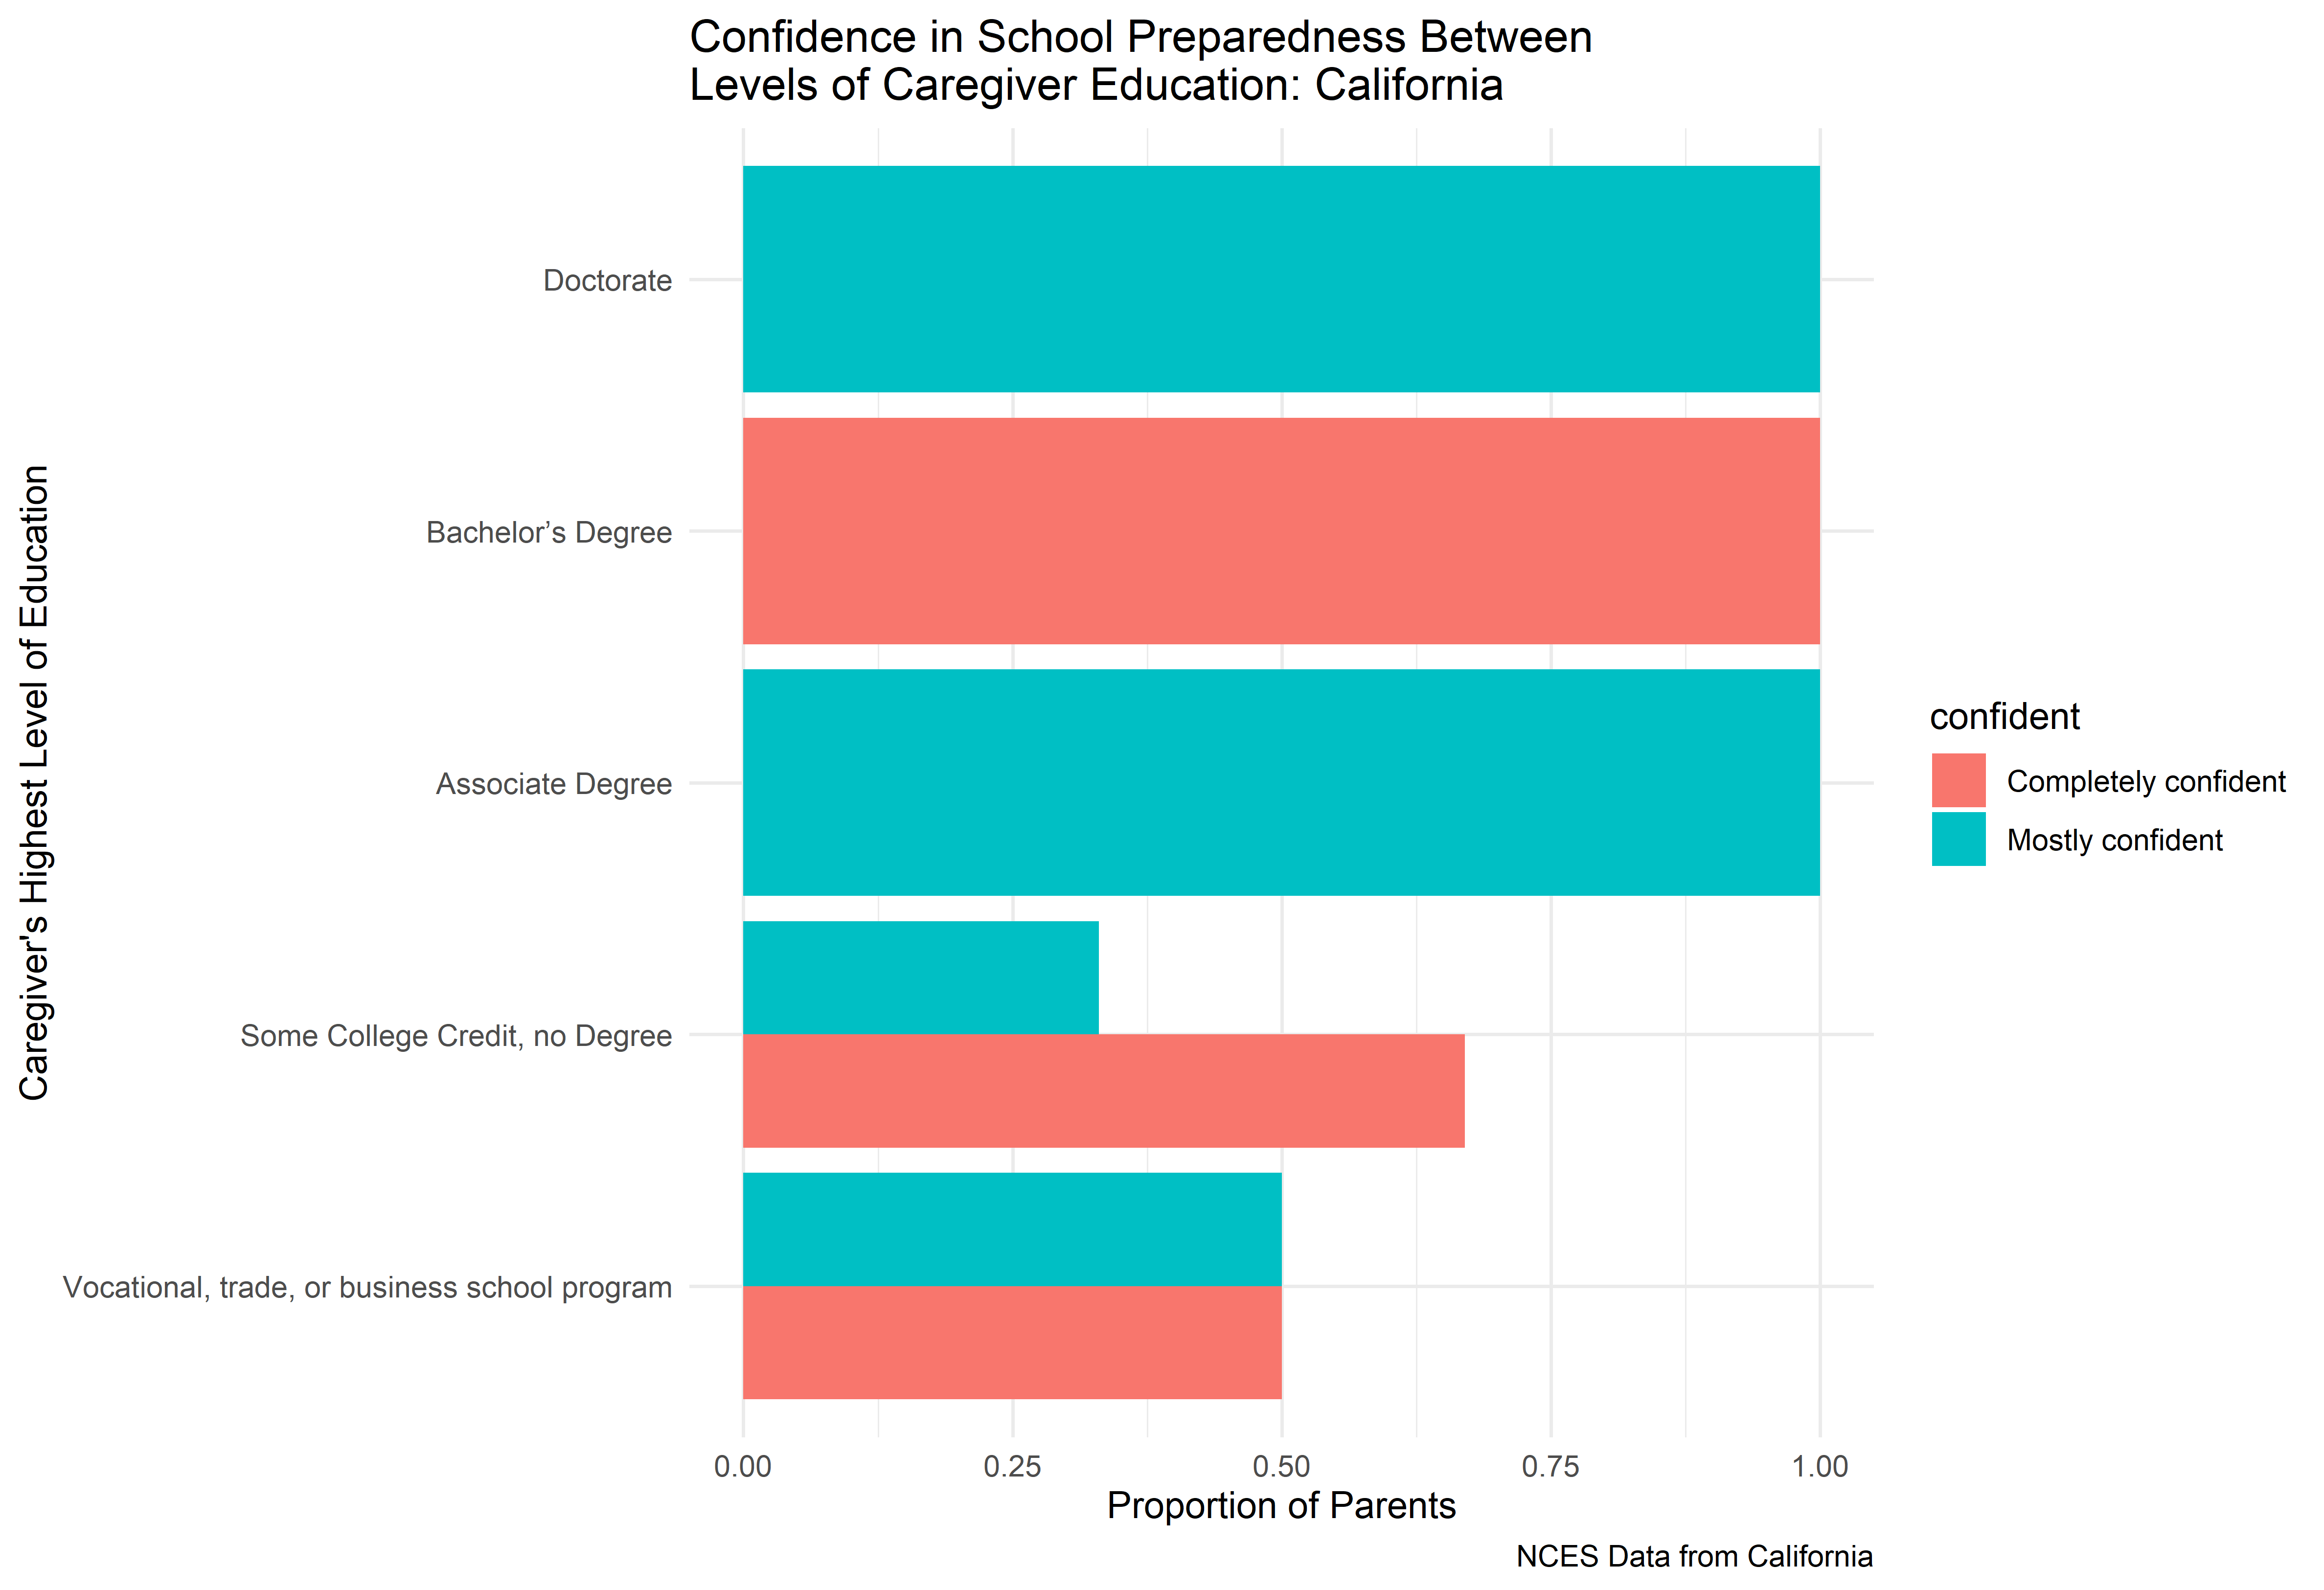 Confidence in School Preparedness Between
Levels of Caregiver Education: California
Caregiver's Highest Level of Education
Doctorate
Bachelor’s Degree
Associate Degree
Some College Credit, no Degree
Vocational, trade, or business school program
0.00
0.25
0.50
0.75
1.00
Proportion of Parents
confident
Completely confident
Mostly confident
NCES Data from California